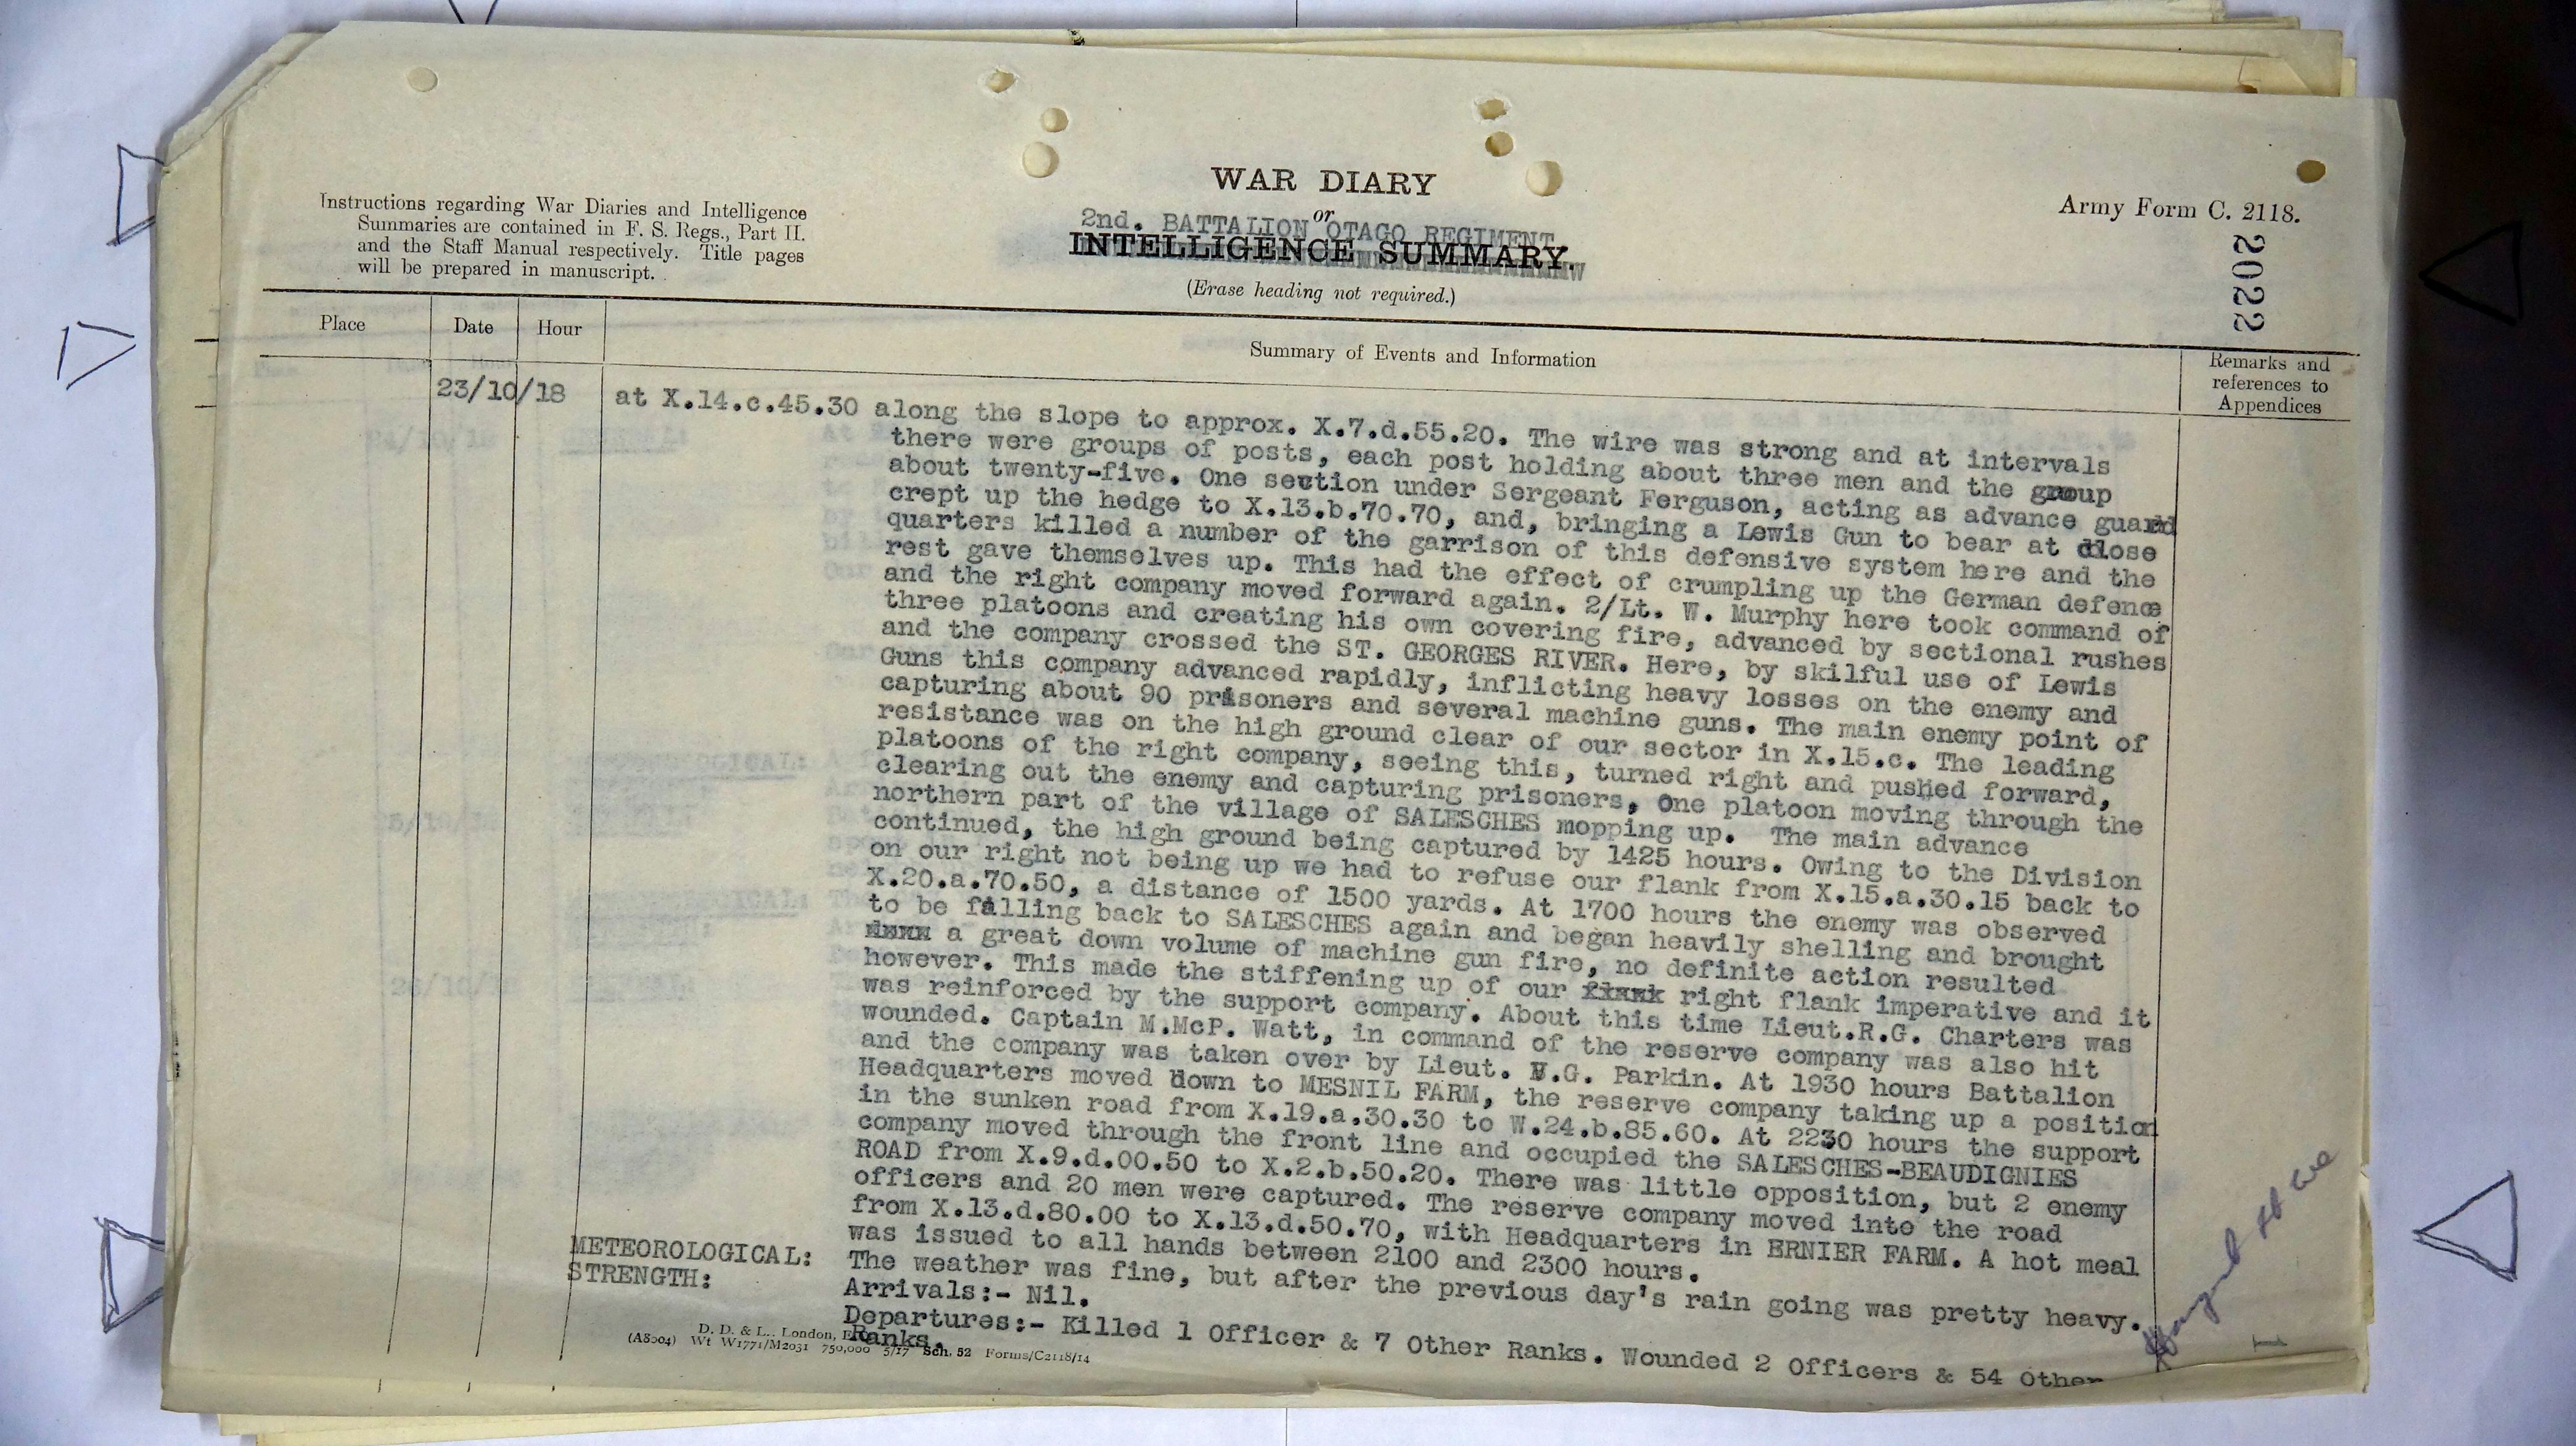 WAR DIARY
or
2nd. BATTALION OTAGO REGIMENT
INTELLIGENCE SUMMARY.
(Erase heading not required.)
Instructions regarding War Diaries and Intelligence
Summaries are contained in F. S. Regs., Part II.
and the Staff Manual respectively. Title pages
will be prepared in manuscript.
Army Form C. 2118.
2022
Place
Date
Hour
Summary of Events and Information
Remarks and
references to
Appendices
23/10/18
at X.14.c.45.30 along the slope to approx. X.7.d.55.20. The wire was strong and at intervals
there were groups of posts, each post holding about three men and the group
about twenty-five. One section under Sergeant Ferguson, acting as advance guard
crept up the hedge to X.13.b.70.70, and, bringing a Lewis Gun to bear at close
quarters killed a number of the garrison of this defensive system here and the
rest gave themselves up. This had the effect of crumpling up the German defence
and the right company moved forward again. 2/Lt. W. Murphy here took command of
three platoons and creating his own covering fire, advanced by sectional rushes
and the company crossed the ST. GEORGES RIVER. Here, by skilful use of Lewis
Guns this company advanced rapidly, inflicting heavy losses on the enemy and
capturing about 90 prisoners and several machine guns. The main enemy point of
resistance was on the high ground clear of our sector in X.15.c. The leading
platoons of the right company, seeing this, turned right and pushed forward,
clearing out the enemy and capturing prisoners, One platoon moving through the
northern part of the village of SALESCHES mopping up. The main advance
continued, the high ground being captured by 1425 hours. Owing to the Division
on our right not being up we had to refuse our flank from X.15.a.30.15 back to
X.20.a.70.50, a distance of 1500 yards. At 1700 hours the enemy was observed
to be falling back to SALESCHES again and began heavily shelling and brought
a great down volume of machine gun fire, no definite action resulted
however. This made the stiffening up of our flank right flank imperative and it
was reinforced by the support company. About this time Lieut.R.G. Charters was
wounded. Captain M.McP. Watt, in command of the reserve company was also hit
and the company was taken over by Lieut. .G. Parkin. At 1930 hours Battalion
Headquarters moved down to MESNIL FARM, the reserve company taking up a position
in the sunken road from X.19.a.30.30 to W.24.b.85.60. At 2230 hours the support
company moved through the front line and occupied the SALESCHES-BEAUDIGNIES
ROAD from X.9.d.00.50 to X.2.b.50.20. There was little opposition, but 2 enemy
officers and 20 men were captured. The reserve company moved into the road
from X.13.d.80.00 to X.13.d.50.70, with Headquarters in ERNIER FARM. A hot meal
was issued to all hands between 2100 and 2300 hours.
METEOROLOGICAL: The weather was fine, but after the previous day's rain going was pretty heavy.
STRENGTH: Arrivals:- Nil.
Departures:- Killed 1 Officer & 7 Other Ranks. Wounded 2 Officers & 54 Other
Ranks.
D. D. & L., London, E.
(A8004) Wt W1771/M2031 750,000 5/17 Sch. 52 Forms/C2118/14
1